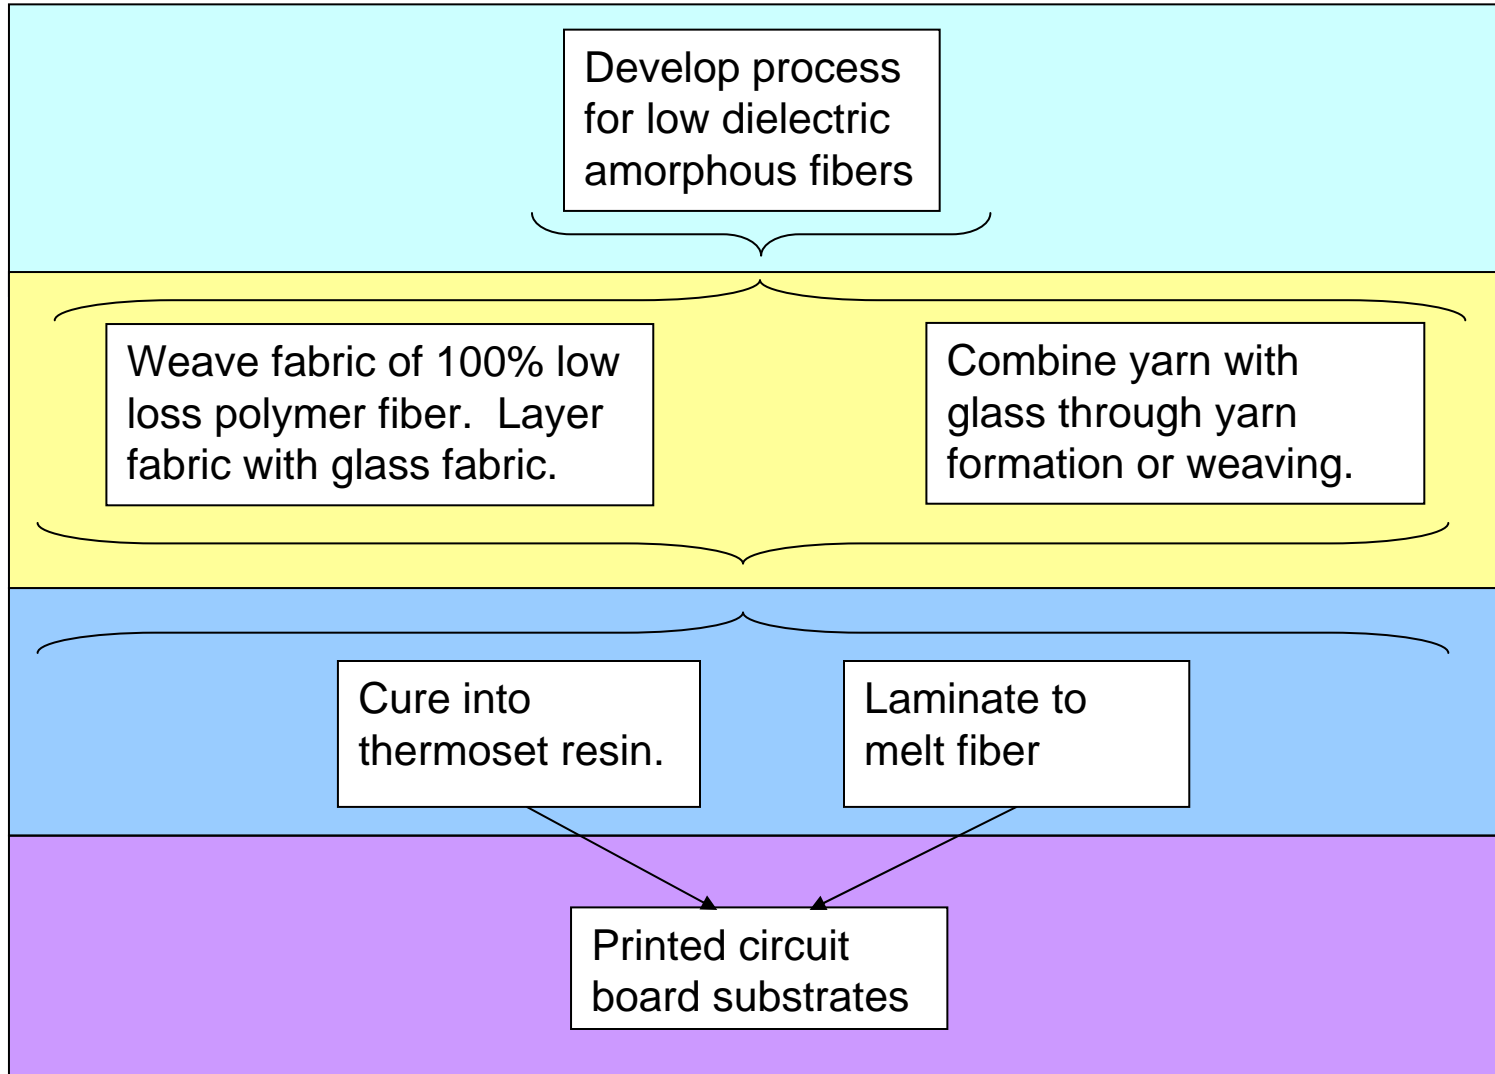 Develop process
for low dielectric
amorphous fibers
Weave fabric of 100% low
loss polymer fiber.  Layer
fabric with glass fabric.
Combine yarn with
glass through yarn
formation or weaving.
Cure into
thermoset resin.
Laminate to
melt fiber
Printed circuit
board substrates